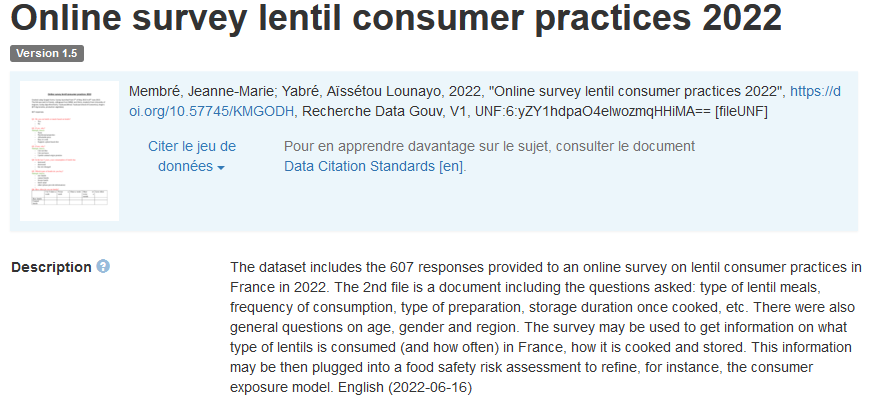 Online survey lentil consumer practices 2022
Version 1.5
Membré, Jeanne-Marie; Yabré, Aïssétou Lounayo, 2022, "Online survey lentil consumer practices 2022", https://d
oi.org/10.57745/KMGODH, Recherche Data Gouv, V1, UNF:6:yZY1hdpaO4elwozmqHHiMA== [fileUNF]
Citer le jeu de
données
Pour en apprendre davantage sur le sujet, consulter le document
Data Citation Standards [en].
Description
The dataset includes the 607 responses provided to an online survey on lentil consumer practices in
France in 2022. The 2nd file is a document including the questions asked: type of lentil meals,
frequency of consumption, type of preparation, storage duration once cooked, etc. There were also
general questions on age, gender and region. The survey may be used to get information on what
type of lentils is consumed (and how often) in France, how it is cooked and stored. This information
may be then plugged into a food safety risk assessment to refine, for instance, the consumer
exposure model. English (2022-06-16)